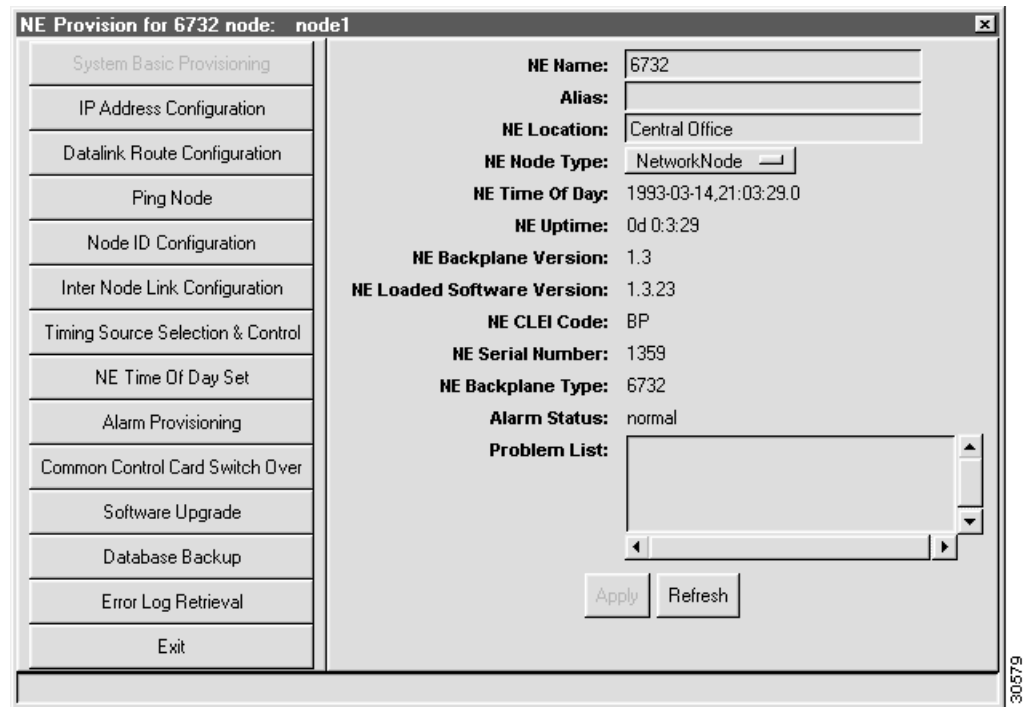 NE Provision for 6732 node: node1
System Basic Provisioning
IP Address Configuration
Datalink Route Configuration
Ping Node
Node ID Configuration
Inter Node Link Configuration
Timing Source Selection & Control
NE Time Of Day Set
Alarm Provisioning
Common Control Card Switch Over
Software Upgrade
Database Backup
Error Log Retrieval
Exit
NE Name: 6732
Alias:
NE Location: Central Office
NE Node Type: NetworkNode
NE Time Of Day: 1993-03-14,21:03:29.0
NE Uptime: 0d 0:3:29
NE Backplane Version: 1.3
NE Loaded Software Version: 1.3.23
NE CLEI Code: BP
NE Serial Number: 1359
NE Backplane Type: 6732
Alarm Status: normal
Problem List:
Apply Refresh
30579